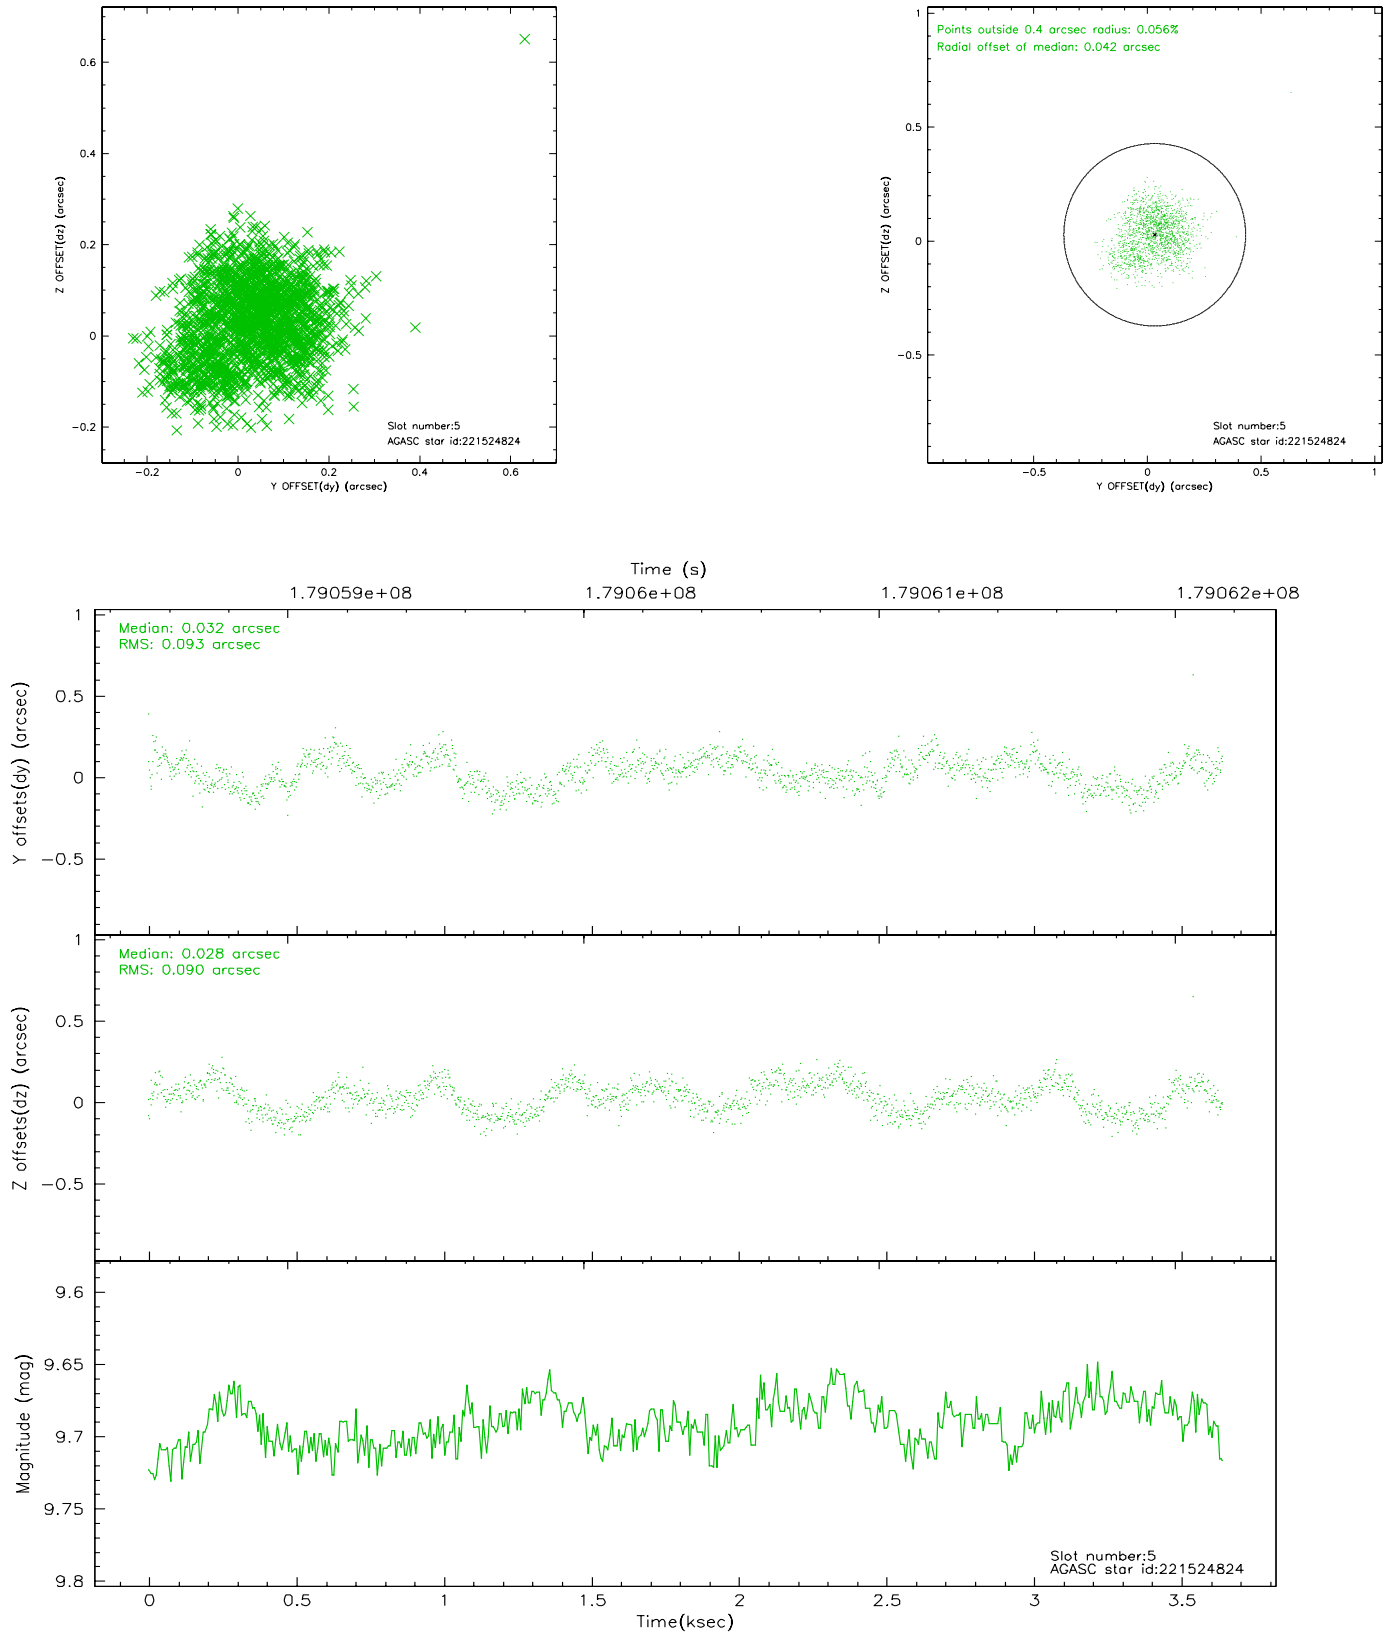 0.6
0.4
0.2
0
−0.2
Z OFFSET(dz) (arcsec)
Slot number:5
AGASC star id:221524824
−0.2 0 0.2 0.4 0.6
Y OFFSET(dy) (arcsec)
1
0.5
0
−0.5
Z OFFSET(dz) (arcsec)
Points outside 0.4 arcsec radius: 0.056%
Radial offset of median: 0.042 arcsec
Slot number:5
AGASC star id:221524824
−0.5 0 0.5 1
Y OFFSET(dy) (arcsec)
Time (s)
1.79059e+08 1.7906e+08 1.79061e+08 1.79062e+08
1
0.5
0
−0.5
Y offsets(dy) (arcsec)
Median: 0.032 arcsec
RMS: 0.093 arcsec
1
0.5
0
−0.5
Z offsets(dz) (arcsec)
Median: 0.028 arcsec
RMS: 0.090 arcsec
9.6
9.65
9.7
9.75
9.8
Magnitude (mag)
Slot number:5
AGASC star id:221524824
0 0.5 1 1.5 2 2.5 3 3.5
Time(ksec)